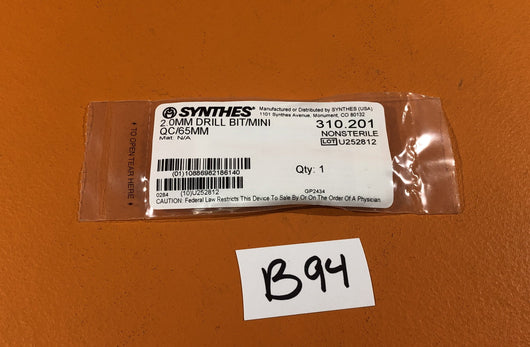 SYNTHES®
Manufactured or Distributed by SYNTHES (USA)
1101 Synthes Avenue, Monument, CO 80132
2.0MM DRILL BIT/MINI
QC/65MM
Mat: N/A
310.201
NONSTERILE
LOT U252812
(01)10886982186140
Qty: 1
0284
(10)U252812
GP2434
CAUTION: Federal Law Restricts This Device To Sale By Or On The Order Of A Physician.
TO OPEN TEAR HERE
B94